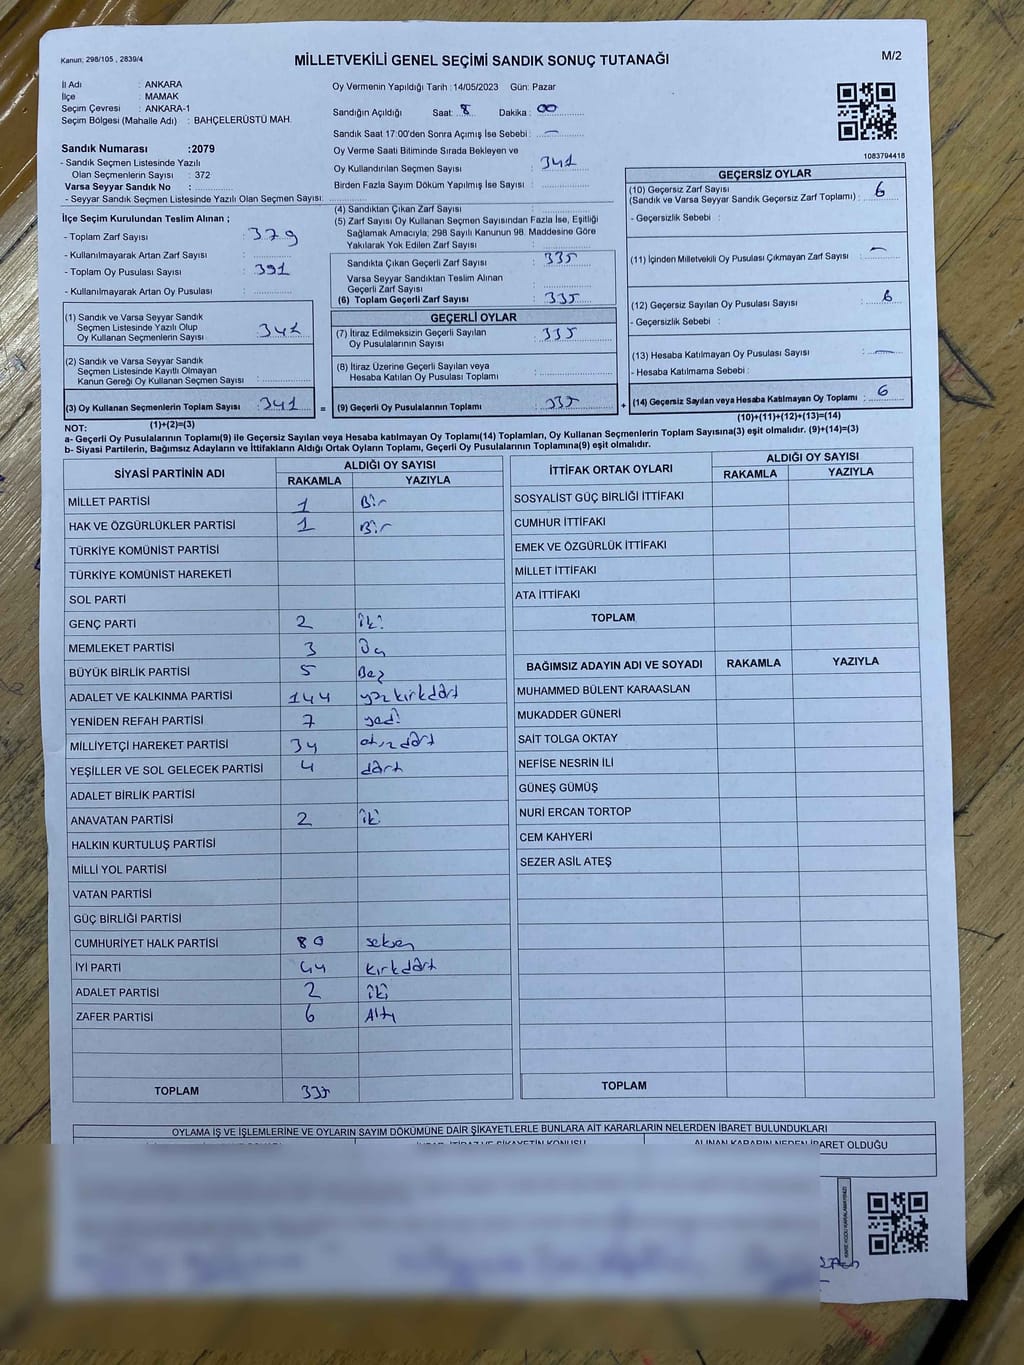 Kanun: 298/105 , 2839/4
MİLLETVEKİLİ GENEL SEÇİMİ SANDIK SONUÇ TUTANAĞI
M/2
İl Adı : ANKARA
İlçe : MAMAK
Seçim Çevresi : ANKARA-1
Seçim Bölgesi (Mahalle Adı) : BAHÇELERÜSTÜ MAH.
Sandık Numarası :2079
- Sandık Seçmen Listesinde Yazılı
Olan Seçmenlerin Sayısı : 372
Varsa Seyyar Sandık No :
- Seyyar Sandık Seçmen Listesinde Yazılı Olan Seçmen Sayısı:
İlçe Seçim Kurulundan Teslim Alınan ;
- Toplam Zarf Sayısı : 379
- Kullanılmayarak Artan Zarf Sayısı :
- Toplam Oy Pusulası Sayısı : 391
- Kullanılmayarak Artan Oy Pusulası :
(1) Sandık ve Varsa Seyyar Sandık
Seçmen Listesinde Yazılı Olup
Oy Kullanan Seçmenlerin Sayısı : 341
(2) Sandık ve Varsa Seyyar Sandık
Seçmen Listesinde Kayıtlı Olmayan
Kanun Gereği Oy Kullanan Seçmen Sayısı :
(3) Oy Kullanan Seçmenlerin Toplam Sayısı : 341 =
(1)+(2)=(3)
Oy Vermenin Yapıldığı Tarih : 14/05/2023 Gün: Pazar
Sandığın Açıldığı Saat: 8 Dakika : 00
Sandık Saat 17:00'den Sonra Açımış İse Sebebi : —
Oy Verme Saati Bitiminde Sırada Bekleyen ve
Oy Kullandırılan Seçmen Sayısı : 341
Birden Fazla Sayım Döküm Yapılmış İse Sayısı :
(4) Sandıktan Çıkan Zarf Sayısı :
(5) Zarf Sayısı Oy Kullanan Seçmen Sayısından Fazla İse, Eşitliği
Sağlamak Amacıyla; 298 Sayılı Kanunun 98. Maddesine Göre
Yakılarak Yok Edilen Zarf Sayısı :
Sandıkta Çıkan Geçerli Zarf Sayısı : 335
Varsa Seyyar Sandıktan Teslim Alınan
Geçerli Zarf Sayısı :
(6) Toplam Geçerli Zarf Sayısı : 335
GEÇERLİ OYLAR
(7) İtiraz Edilmeksizin Geçerli Sayılan
Oy Pusulalarının Sayısı : 335
(8) İtiraz Üzerine Geçerli Sayılan veya
Hesaba Katılan Oy Pusulası Toplamı :
(9) Geçerli Oy Pusulalarının Toplamı : 335 +
1083794418
GEÇERSİZ OYLAR
(10) Geçersiz Zarf Sayısı
(Sandık ve Varsa Seyyar Sandık Geçersiz Zarf Toplamı) : 6
- Geçersizlik Sebebi :
(11) İçinden Milletvekili Oy Pusulası Çıkmayan Zarf Sayısı : —
(12) Geçersiz Sayılan Oy Pusulası Sayısı : 6
- Geçersizlik Sebebi :
(13) Hesaba Katılmayan Oy Pusulası Sayısı : —
- Hesaba Katılmama Sebebi :
(14) Geçersiz Sayılan veya Hesaba Katılmayan Oy Toplamı : 6
(10)+(11)+(12)+(13)=(14)
NOT:
a- Geçerli Oy Pusulalarının Toplamı(9) ile Geçersiz Sayılan veya Hesaba katılmayan Oy Toplamı(14) Toplamları, Oy Kullanan Seçmenlerin Toplam Sayısına(3) eşit olmalıdır. (9)+(14)=(3)
b- Siyasi Partilerin, Bağımsız Adayların ve İttifakların Aldığı Ortak Oyların Toplamı, Geçerli Oy Pusulalarının Toplamına(9) eşit olmalıdır.
SİYASİ PARTİNİN ADI ALDIĞI OY SAYISI
RAKAMLA YAZIYLA
MİLLET PARTİSİ 1 Bir
HAK VE ÖZGÜRLÜKLER PARTİSİ 1 Bir
TÜRKİYE KOMÜNİST PARTİSİ
TÜRKİYE KOMÜNİST HAREKETİ
SOL PARTİ
GENÇ PARTİ 2 iki
MEMLEKET PARTİSİ 3 Üç
BÜYÜK BİRLİK PARTİSİ 5 Beş
ADALET VE KALKINMA PARTİSİ 144 yüzkırkdört
YENİDEN REFAH PARTİSİ 7 yedi
MİLLİYETÇİ HAREKET PARTİSİ 34 otuzdört
YEŞİLLER VE SOL GELECEK PARTİSİ 4 dört
ADALET BİRLİK PARTİSİ
ANAVATAN PARTİSİ 2 iki
HALKIN KURTULUŞ PARTİSİ
MİLLİ YOL PARTİSİ
VATAN PARTİSİ
GÜÇ BİRLİĞİ PARTİSİ
CUMHURİYET HALK PARTİSİ 80 seksen
İYİ PARTİ 44 kırkdört
ADALET PARTİSİ 2 iki
ZAFER PARTİSİ 6 Altı
TOPLAM 335
İTTİFAK ORTAK OYLARI ALDIĞI OY SAYISI
RAKAMLA YAZIYLA
SOSYALİST GÜÇ BİRLİĞİ İTTİFAKI
CUMHUR İTTİFAKI
EMEK VE ÖZGÜRLÜK İTTİFAKI
MİLLET İTTİFAKI
ATA İTTİFAKI
TOPLAM
BAĞIMSIZ ADAYIN ADI VE SOYADI RAKAMLA YAZIYLA
MUHAMMED BÜLENT KARAASLAN
MUKADDER GÜNERİ
SAİT TOLGA OKTAY
NEFİSE NESRİN İLİ
GÜNEŞ GÜMÜŞ
NURİ ERCAN TORTOP
CEM KAHYERİ
SEZER ASİL ATEŞ
TOPLAM
OYLAMA İŞ VE İŞLEMLERİNE VE OYLARIN SAYIM DÖKÜMÜNE DAİR ŞİKAYETLERLE BUNLARA AİT KARARLARIN NELERDEN İBARET BULUNDUKLARI
ALINAN KARARIN NEDEN İBARET OLDUĞU
KARE KODU KARALAMAYINIZ!